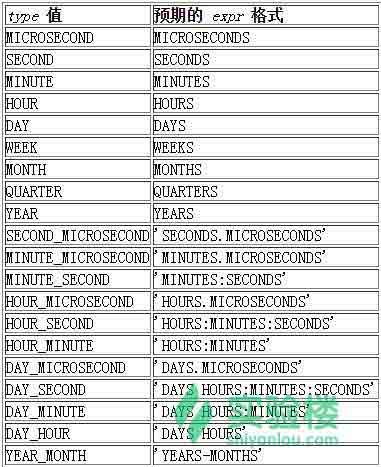 type 值 预期的 expr 格式
MICROSECOND MICROSECONDS
SECOND SECONDS
MINUTE MINUTES
HOUR HOURS
DAY DAYS
WEEK WEEKS
MONTH MONTHS
QUARTER QUARTERS
YEAR YEARS
SECOND_MICROSECOND 'SECONDS.MICROSECONDS'
MINUTE_MICROSECOND 'MINUTES.MICROSECONDS'
MINUTE_SECOND 'MINUTES:SECONDS'
HOUR_MICROSECOND 'HOURS.MICROSECONDS'
HOUR_SECOND 'HOURS:MINUTES:SECONDS'
HOUR_MINUTE 'HOURS:MINUTES'
DAY_MICROSECOND 'DAYS.MICROSECONDS'
DAY_SECOND 'DAYS HOURS:MINUTES:SECONDS'
DAY_MINUTE 'DAYS HOURS:MINUTES'
DAY_HOUR 'DAYS HOURS'
YEAR_MONTH 'YEARS-MONTHS'
实验楼
shiyanlou.com